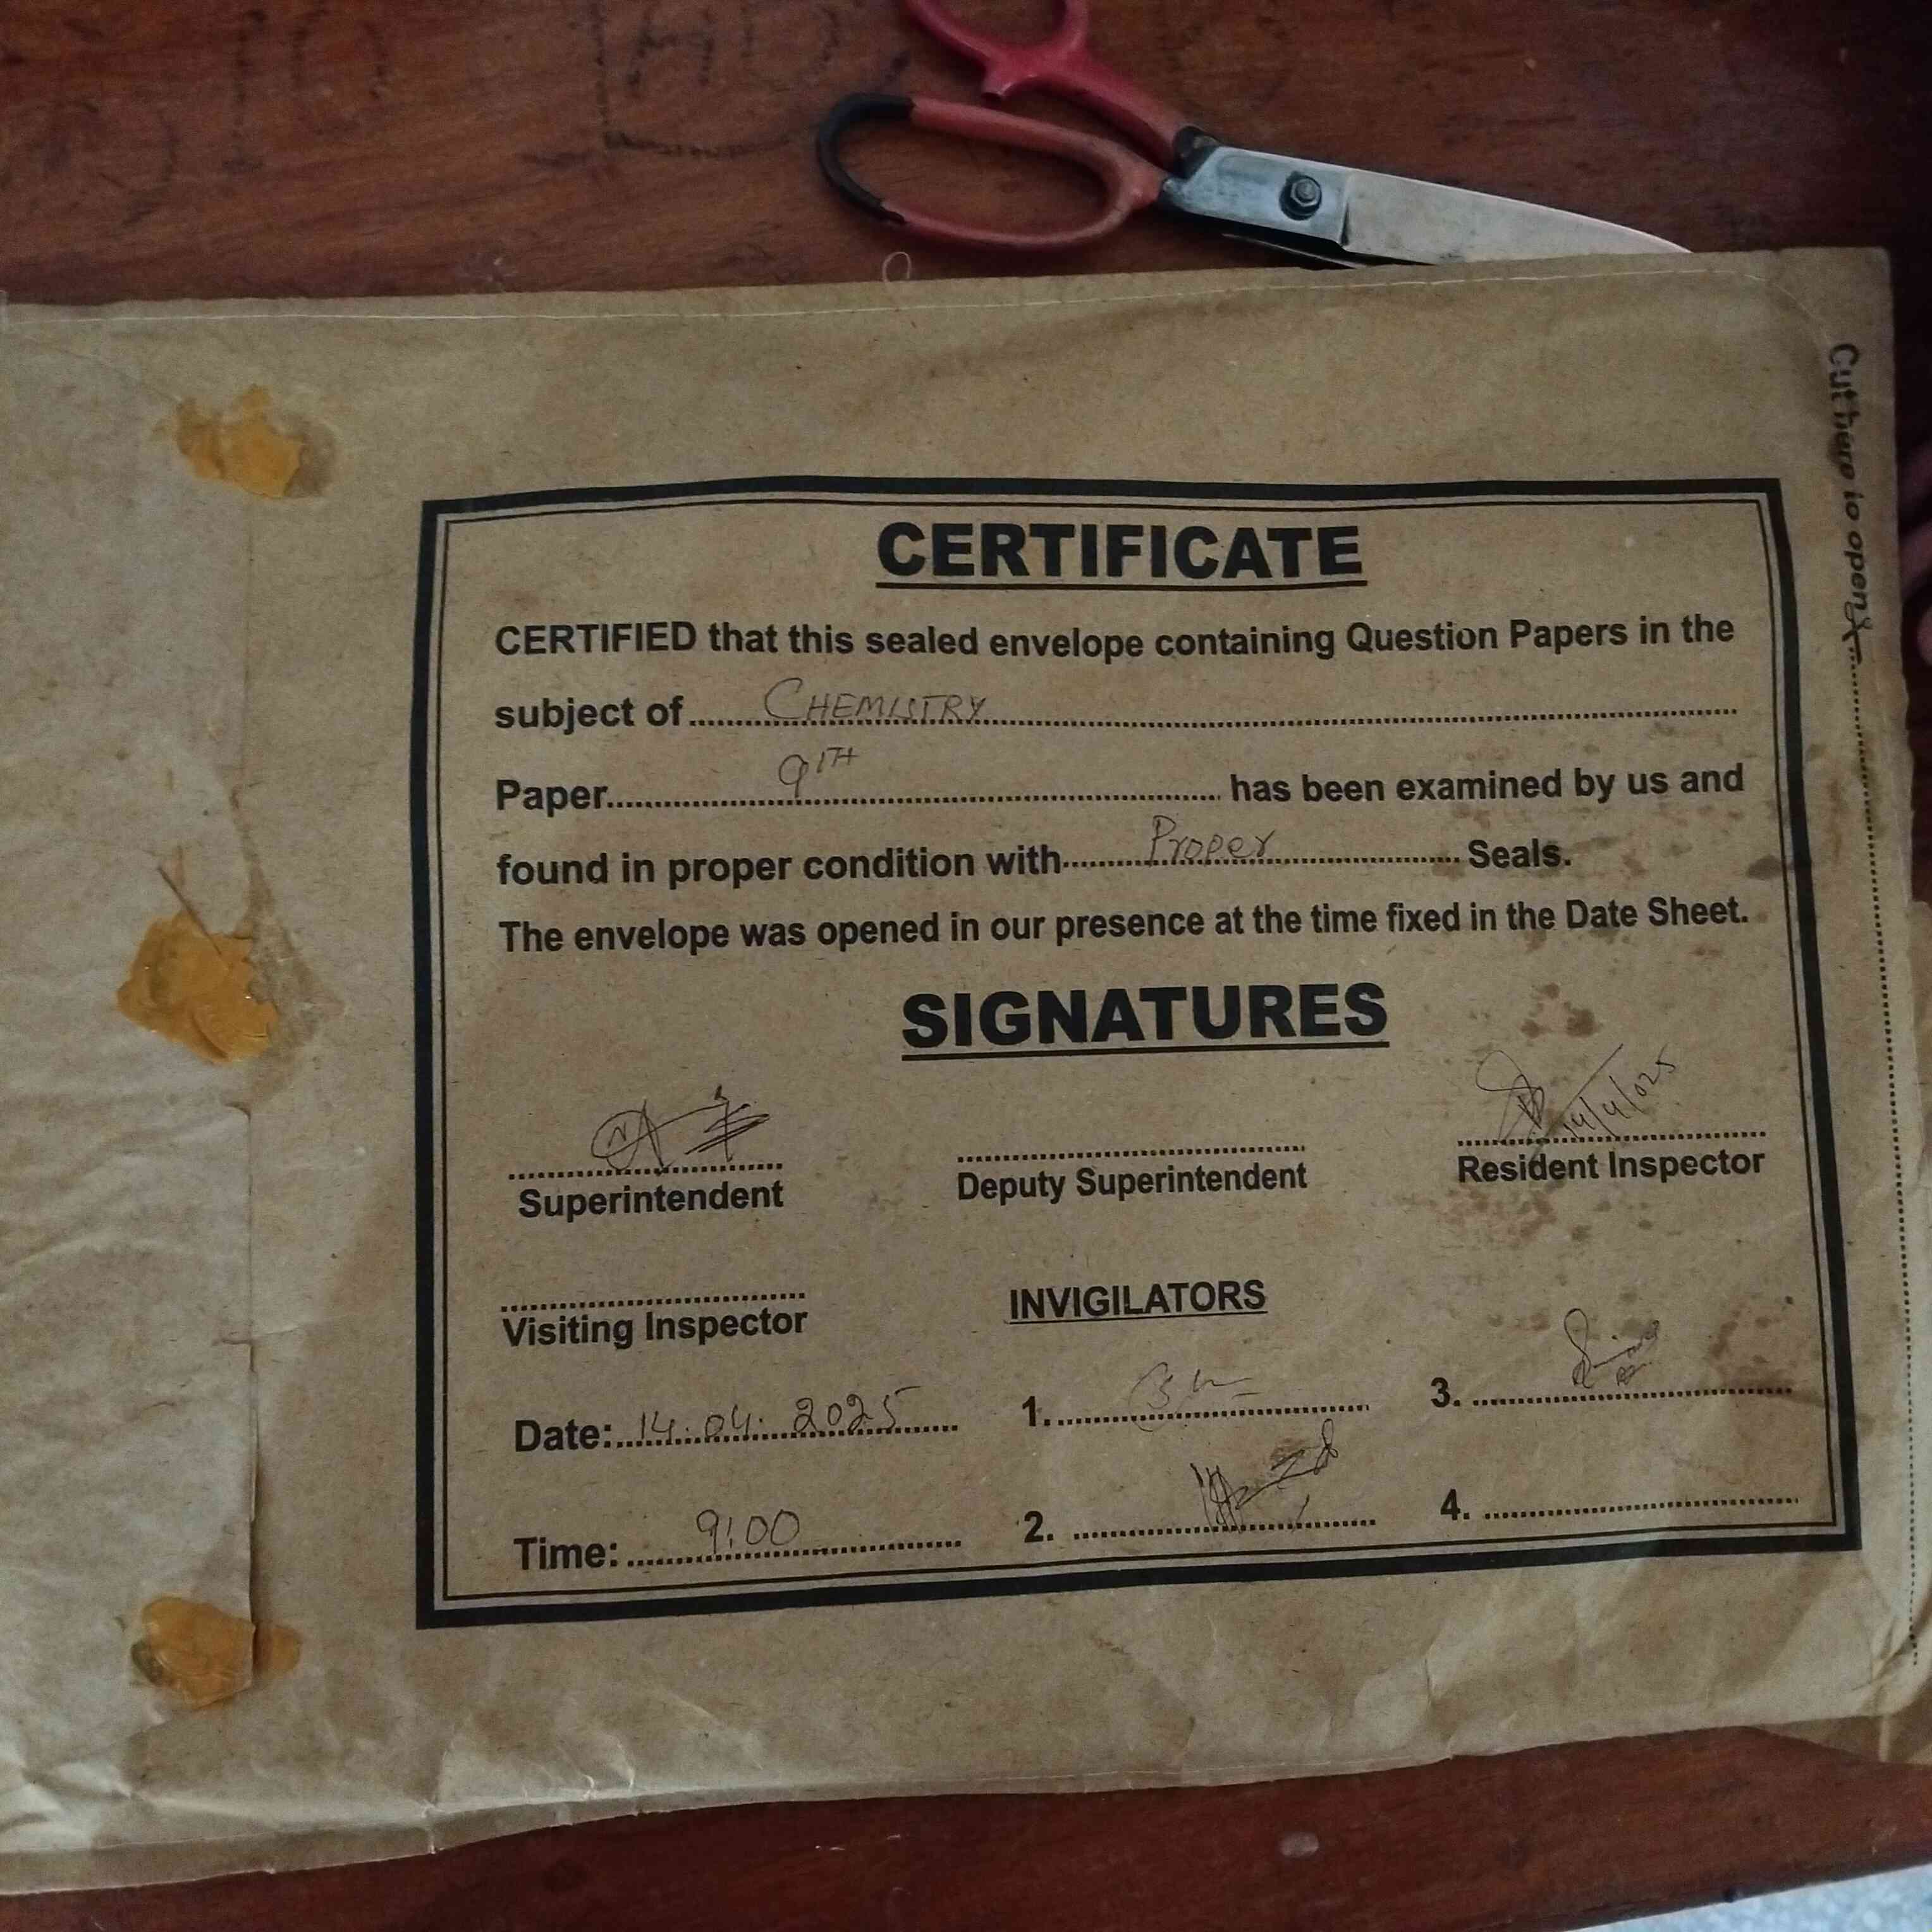 Cut here to open
CERTIFICATE
CERTIFIED that this sealed envelope containing Question Papers in the
subject of CHEMISTRY
Paper 9TH has been examined by us and
found in proper condition with Proper Seals.
The envelope was opened in our presence at the time fixed in the Date Sheet.
SIGNATURES
14/4/025
Superintendent Deputy Superintendent Resident Inspector
Visiting Inspector INVIGILATORS
Date: 14.04.2025 1. 3.
Time: 9:00 2. 4.